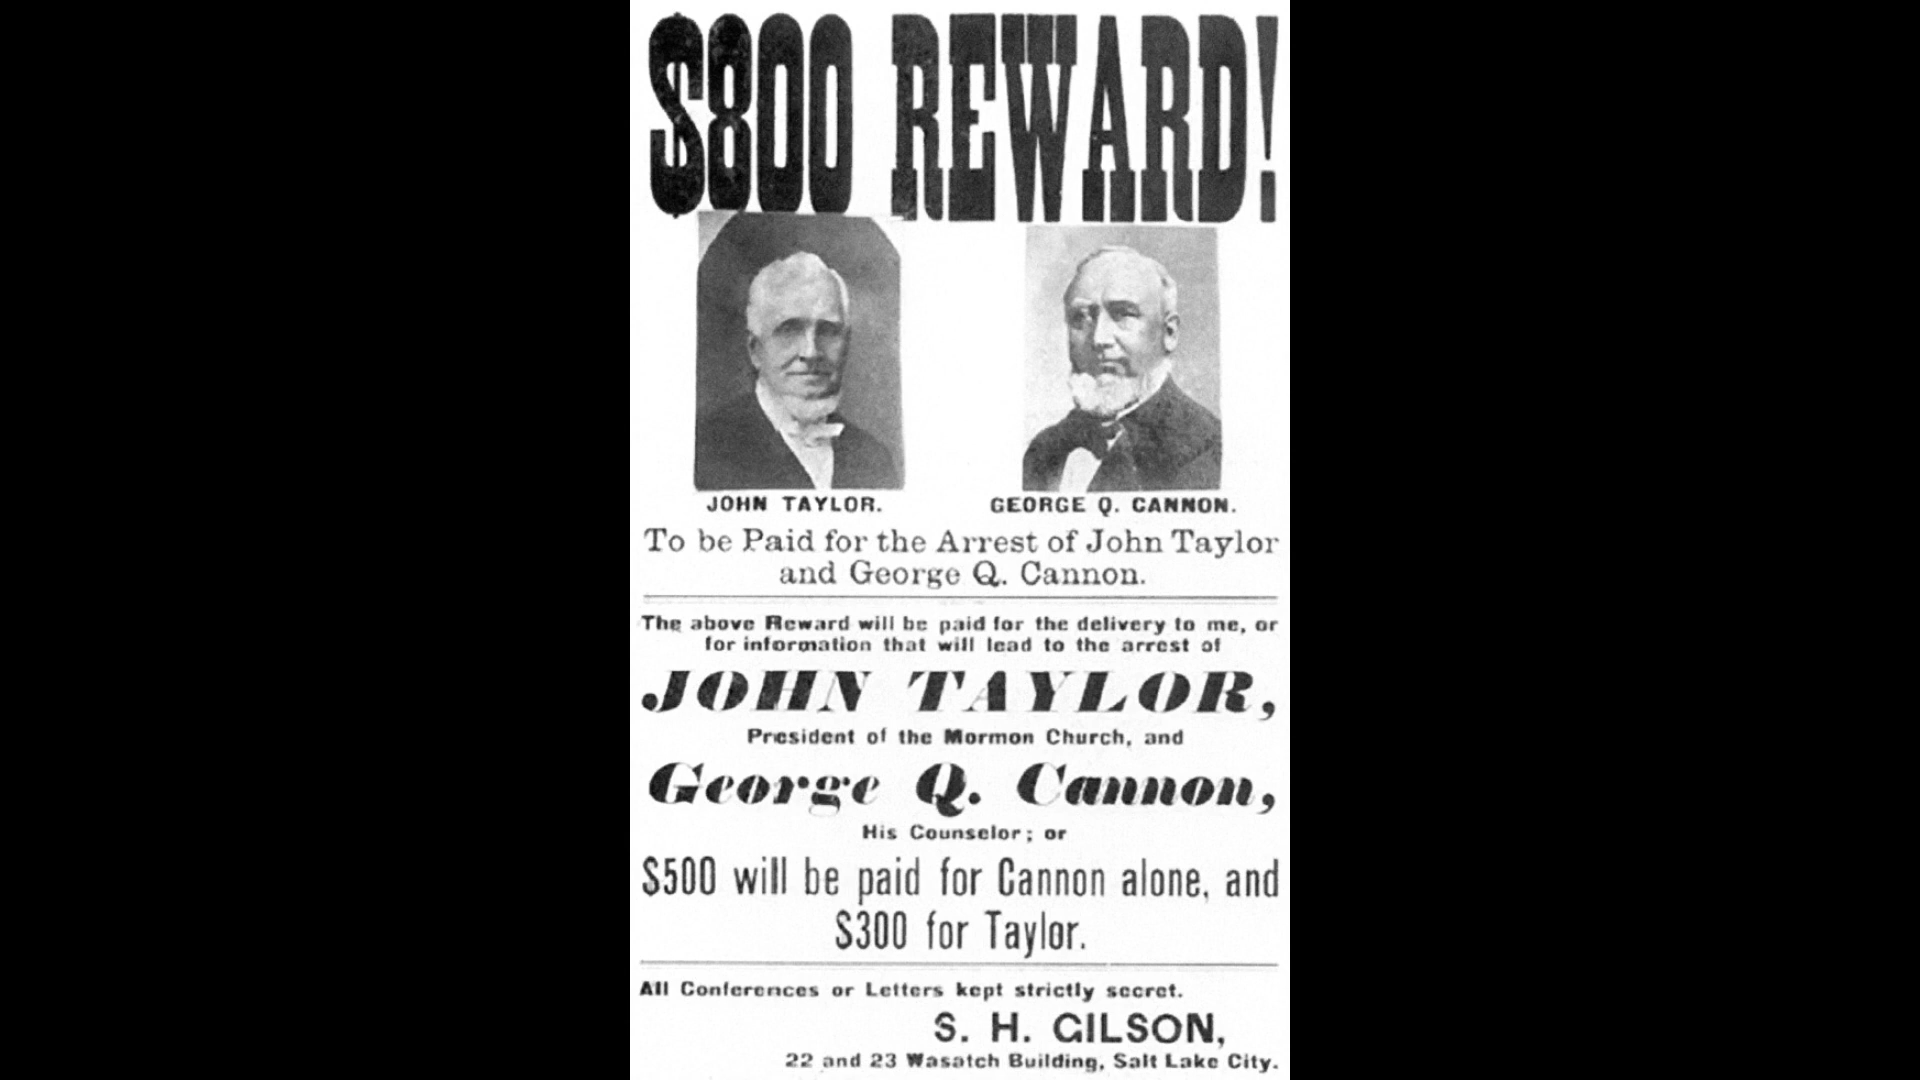 $800 REWARD!
JOHN TAYLOR.
GEORGE Q. CANNON.
To be Paid for the Arrest of John Taylor
and George Q. Cannon.
The above Reward will be paid for the delivery to me, or
for information that will lead to the arrest of
JOHN TAYLOR,
President of the Mormon Church, and
George Q. Cannon,
His Counselor; or
$500 will be paid for Cannon alone, and
$300 for Taylor.
All Conferences or Letters kept strictly secret.
S. H. GILSON,
22 and 23 Wasatch Building, Salt Lake City.